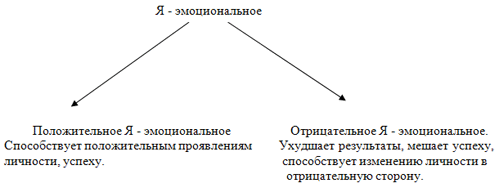 Я - эмоциональное
Положительное Я - эмоциональное
Способствует положительным проявлениям
личности, успеху.
Отрицательное Я - эмоциональное.
Ухудшает результаты, мешает успеху,
способствует изменению личности в
отрицательную сторону.